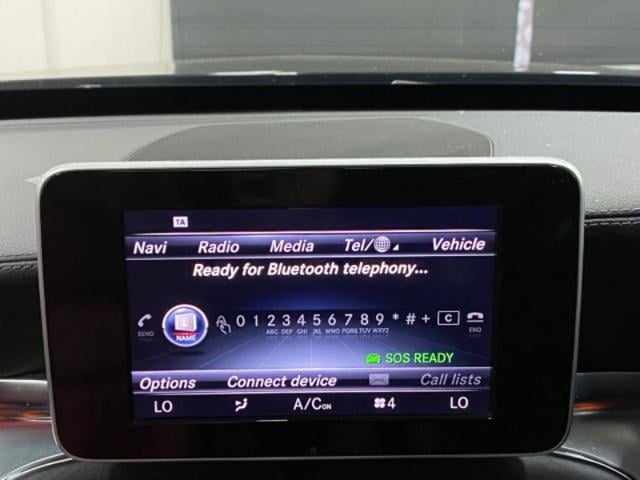 TA
Navi Radio Media Tel/ Vehicle
Ready for Bluetooth telephony...
SEND NAME 0 1 2 3 4 5 6 7 8 9 * # + C END
ABC DEF GHI JKL MNO PQRS TUV WXYZ
SOS READY
Options Connect device Call lists
LO A/C ON 4 LO